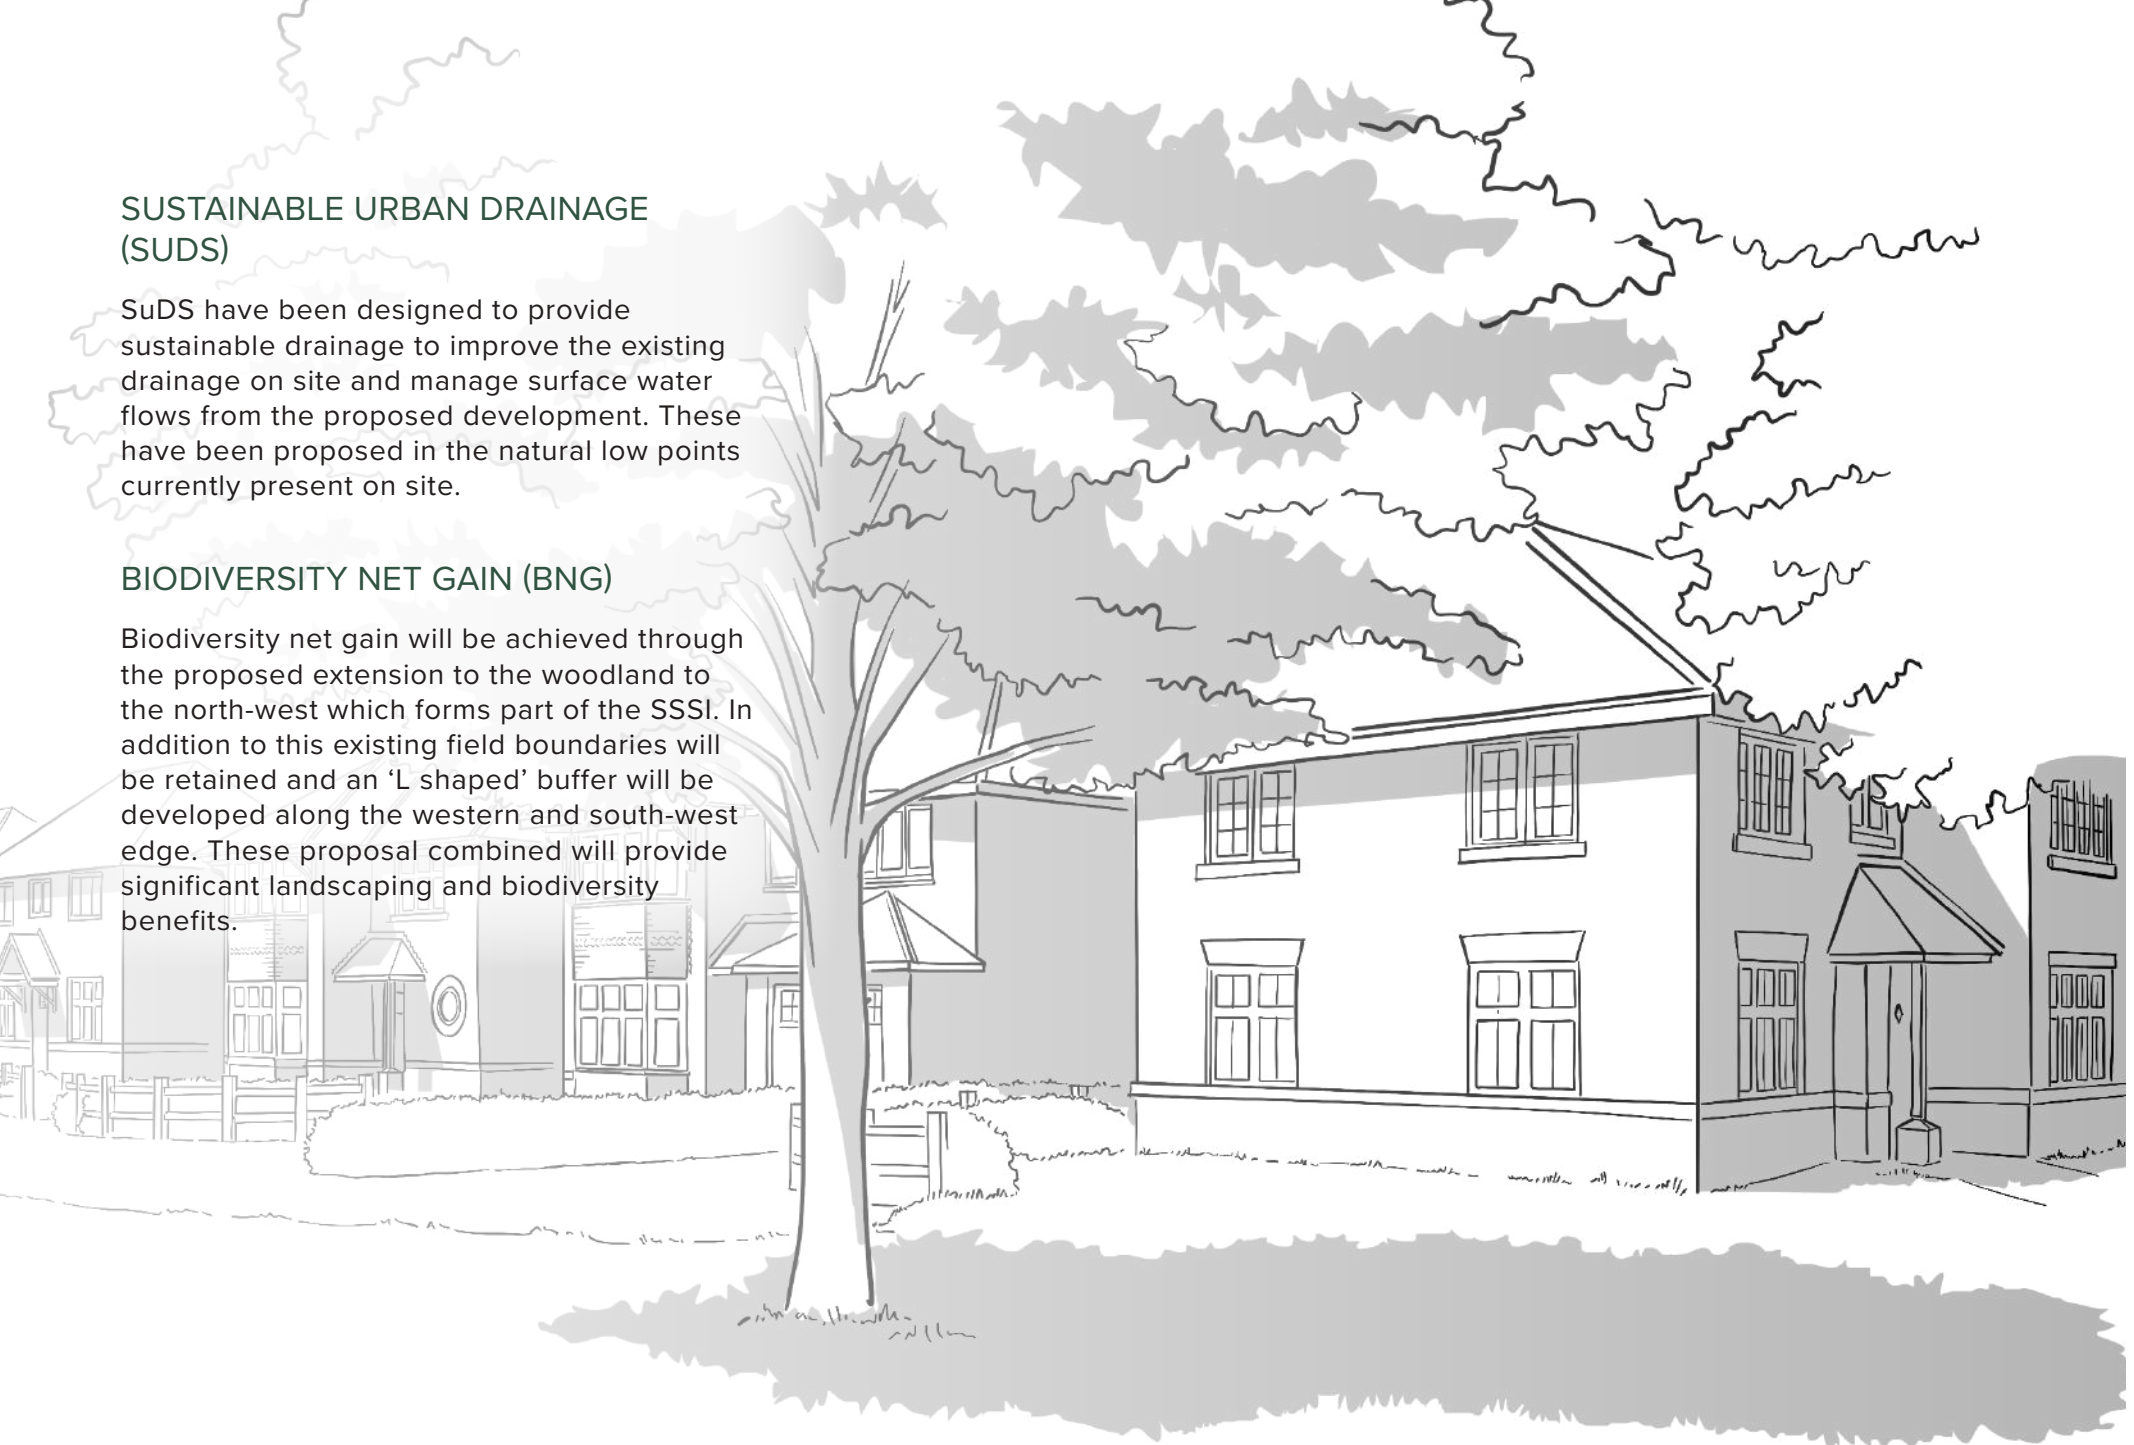 SUSTAINABLE URBAN DRAINAGE
(SUDS)
SuDS have been designed to provide
sustainable drainage to improve the existing
drainage on site and manage surface water
flows from the proposed development. These
have been proposed in the natural low points
currently present on site.
BIODIVERSITY NET GAIN (BNG)
Biodiversity net gain will be achieved through
the proposed extension to the woodland to
the north-west which forms part of the SSSI. In
addition to this existing field boundaries will
be retained and an ‘L shaped’ buffer will be
developed along the western and south-west
edge. These proposal combined will provide
significant landscaping and biodiversity
benefits.